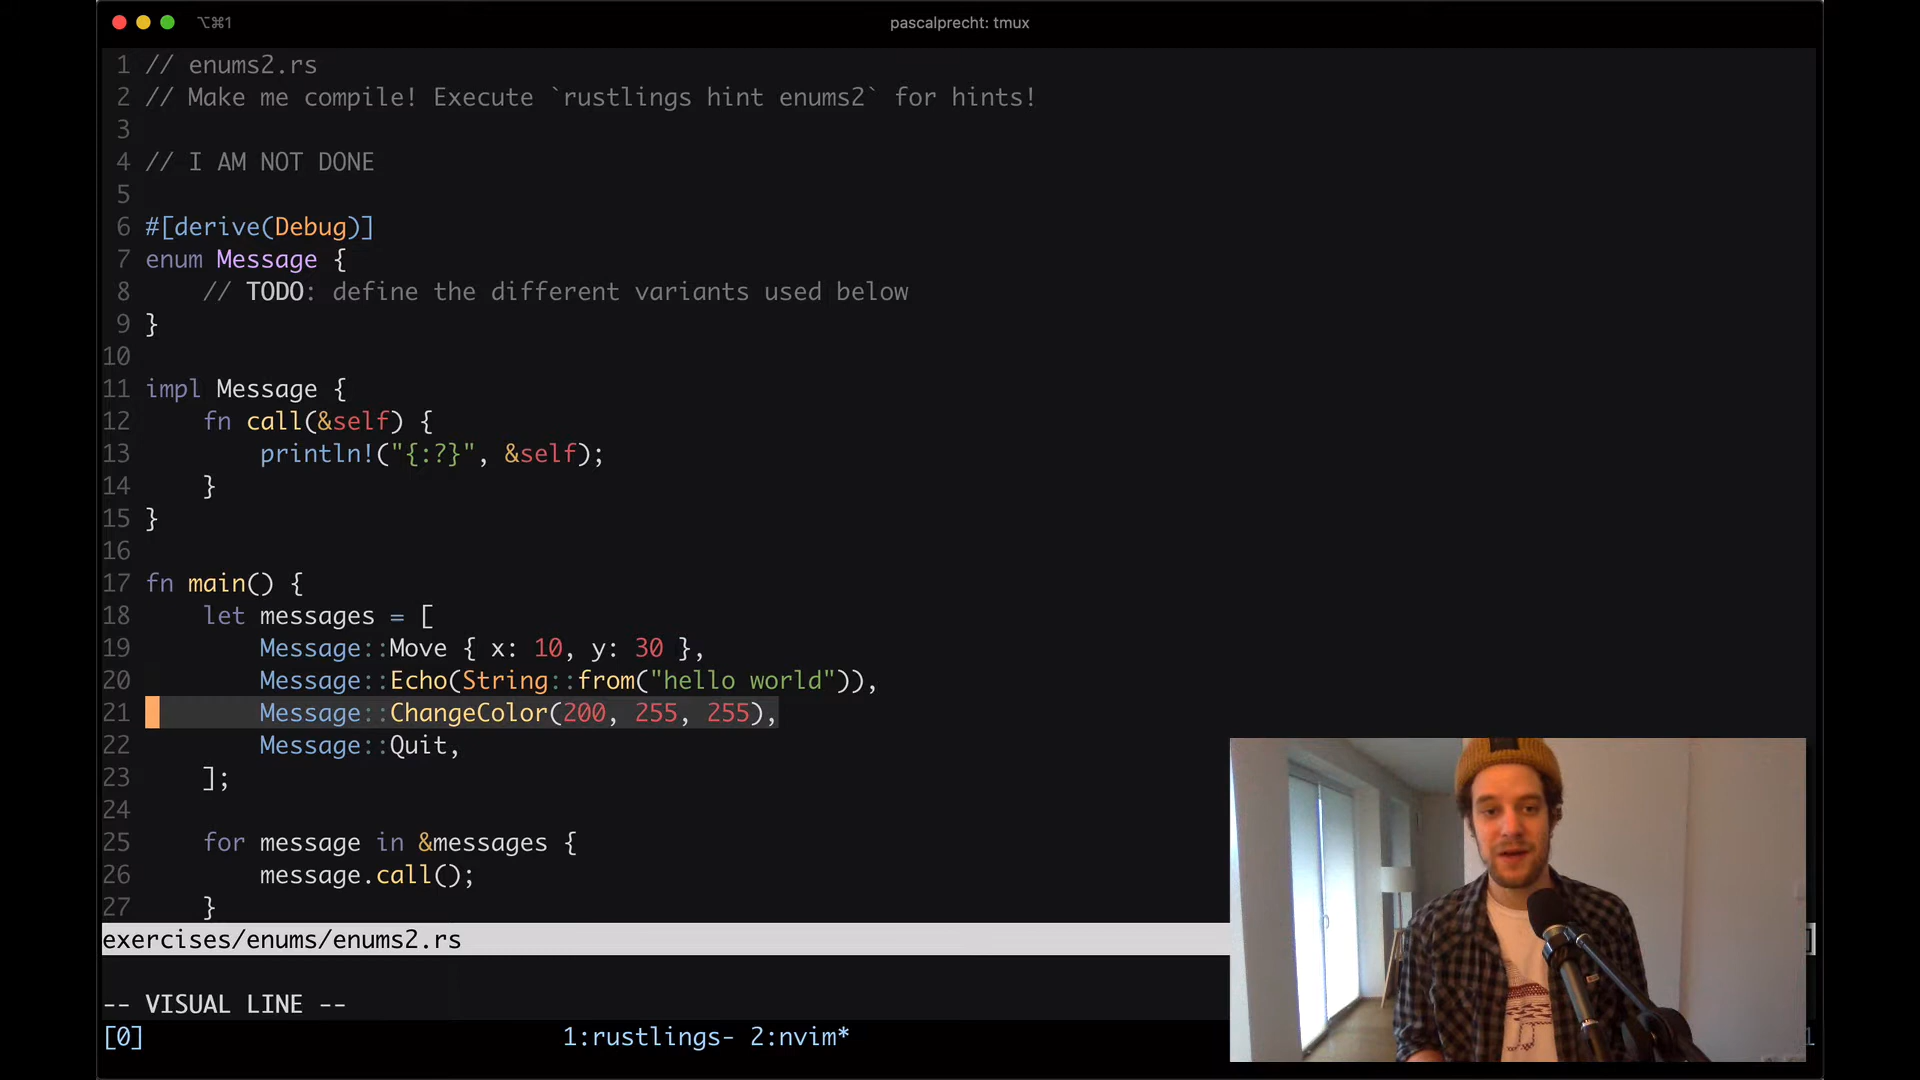 ⌥⌘1
pascalprecht: tmux
1 // enums2.rs
2 // Make me compile! Execute `rustlings hint enums2` for hints!
3
4 // I AM NOT DONE
5
6 #[derive(Debug)]
7 enum Message {
8     // TODO: define the different variants used below
9 }
10
11 impl Message {
12     fn call(&self) {
13         println!("{:?}", &self);
14     }
15 }
16
17 fn main() {
18     let messages = [
19         Message::Move { x: 10, y: 30 },
20         Message::Echo(String::from("hello world")),
21         Message::ChangeColor(200, 255, 255),
22         Message::Quit,
23     ];
24
25     for message in &messages {
26         message.call();
27     }
exercises/enums/enums2.rs
-- VISUAL LINE --
[0] 1:rustlings- 2:nvim*